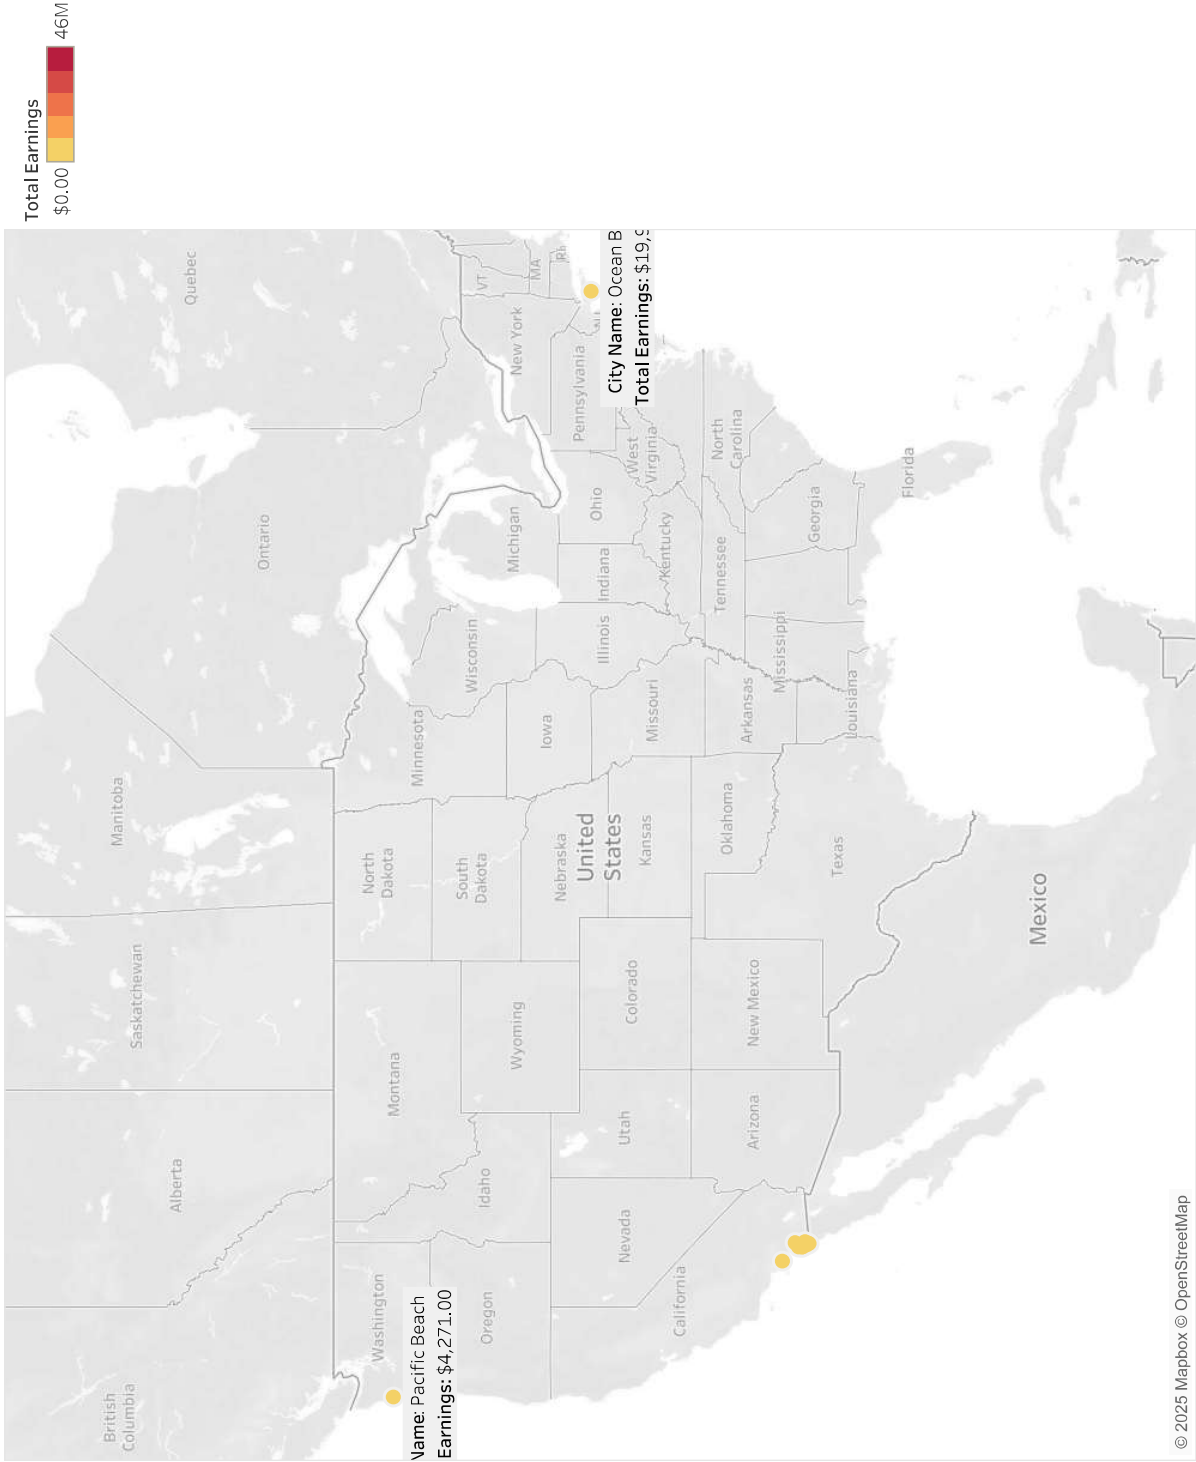 Total Earnings
$0.00
46M
British
Columbia
Alberta
Saskatchewan
Manitoba
Ontario
Quebec
Washington
Montana
North
Dakota
Minnesota
South
Dakota
Wisconsin
Michigan
New York
VT
MA
Oregon
Idaho
Wyoming
Nebraska
Iowa
Illinois
Indiana
Ohio
Pennsylvania
United
States
Nevada
Utah
Colorado
Kansas
Missouri
Kentucky
West
Virginia
California
Arizona
New Mexico
Oklahoma
Arkansas
Tennessee
North
Carolina
Mississippi
Texas
Louisiana
Georgia
Florida
Mexico
Name: Pacific Beach
Earnings: $4,271.00
City Name: Ocean B
Total Earnings: $19,
© 2025 Mapbox © OpenStreetMap